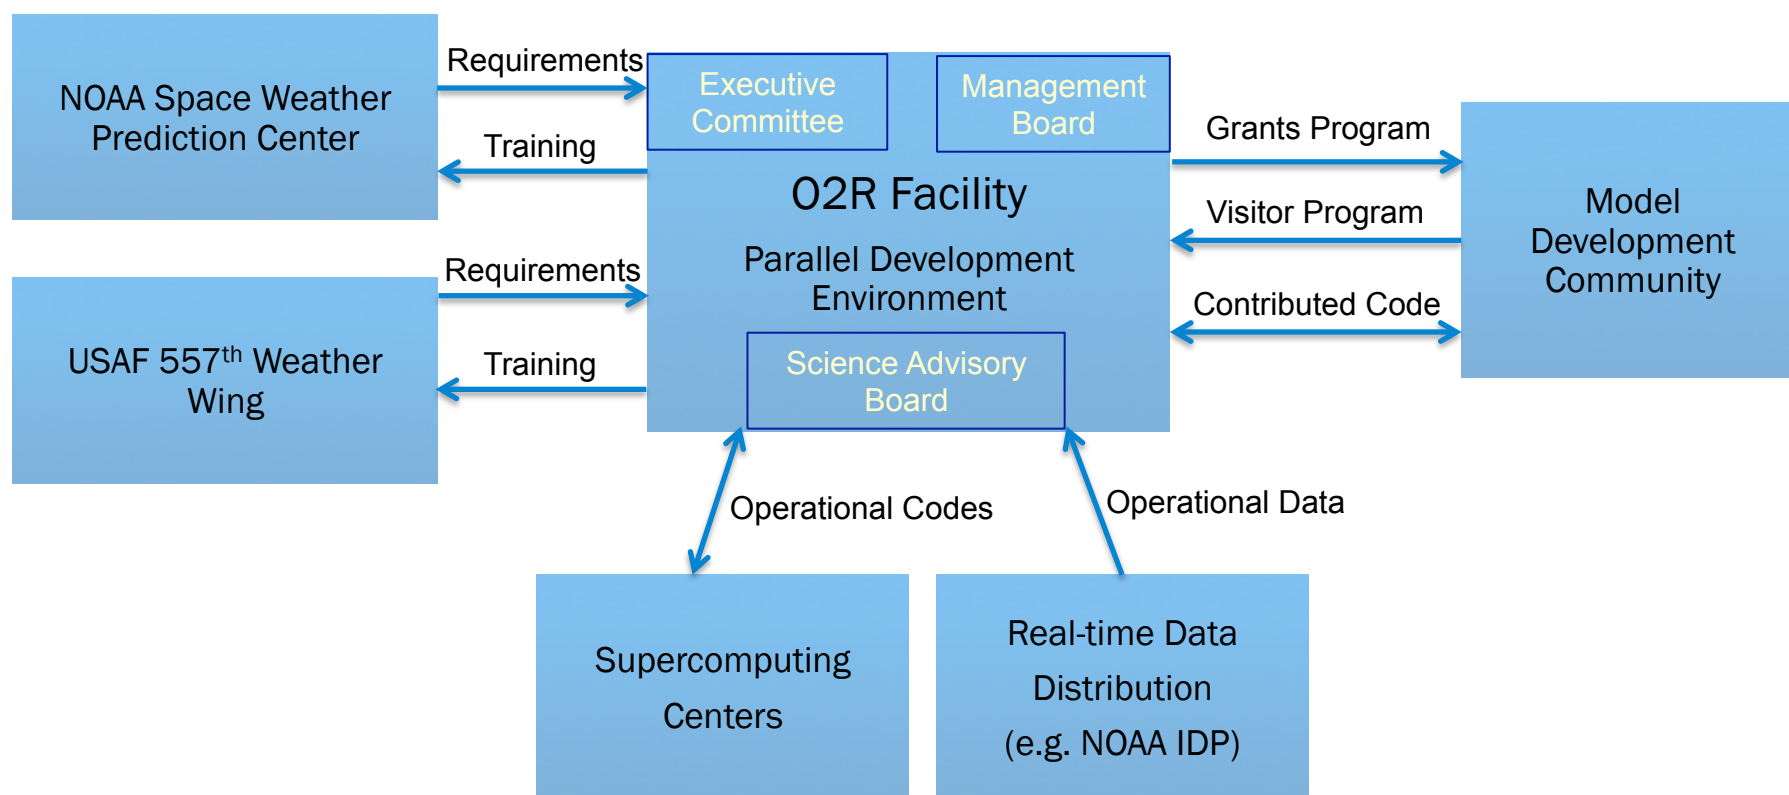 NOAA Space Weather
Prediction Center
Requirements
Training
Executive
Committee
Management
Board
O2R Facility
Parallel Development
Environment
Science Advisory
Board
Grants Program
Visitor Program
Contributed Code
Model
Development
Community
USAF 557th Weather
Wing
Requirements
Training
Operational Codes
Operational Data
Supercomputing
Centers
Real-time Data
Distribution
(e.g. NOAA IDP)